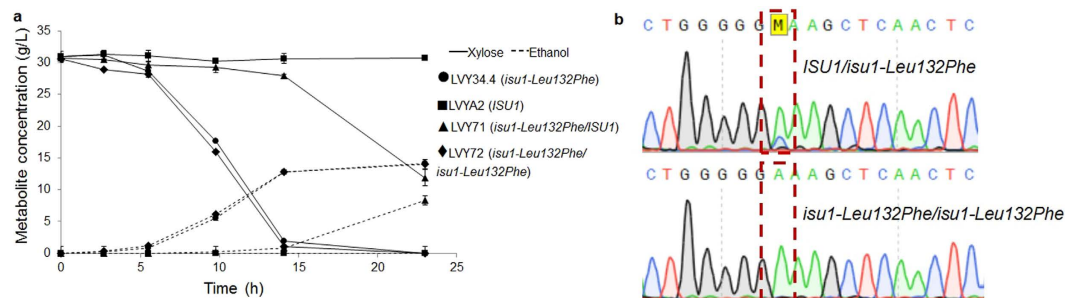 a
Metabolite concentration (g/L)
35
30
25
20
15
10
5
0
0
5
10
15
20
25
Time (h)
Xylose
Ethanol
LVY34.4 (isu1-Leu132Phe)
LVYA2 (ISU1)
LVY71 (isu1-Leu132Phe/ISU1)
LVY72 (isu1-Leu132Phe/
isu1-Leu132Phe)
b
C T G G G G G M A A G C T C A A C T C
ISU1/isu1-Leu132Phe
C T G G G G G A A A G C T C A A C T C
isu1-Leu132Phe/isu1-Leu132Phe